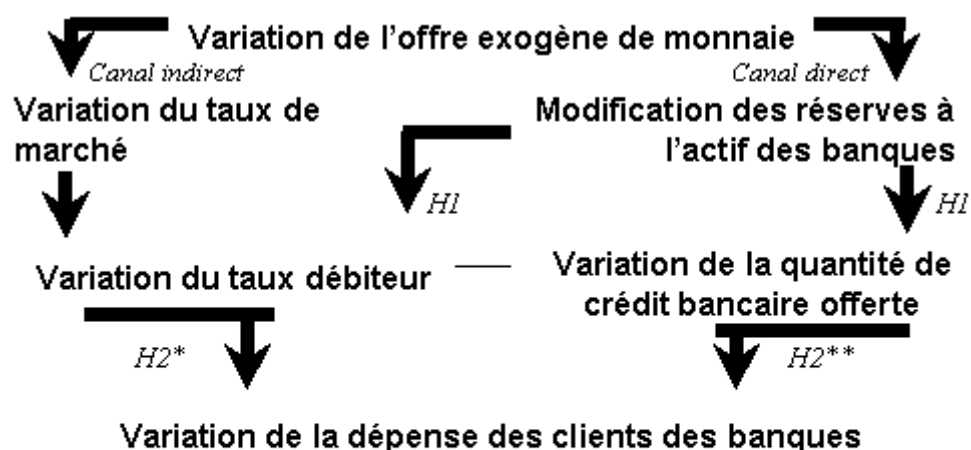 Variation de l'offre exogène de monnaie
Canal indirect
Canal direct
Variation du taux de
marché
Modification des réserves à
l'actif des banques
H1
H1
Variation du taux débiteur
Variation de la quantité de
crédit bancaire offerte
H2*
H2**
Variation de la dépense des clients des banques